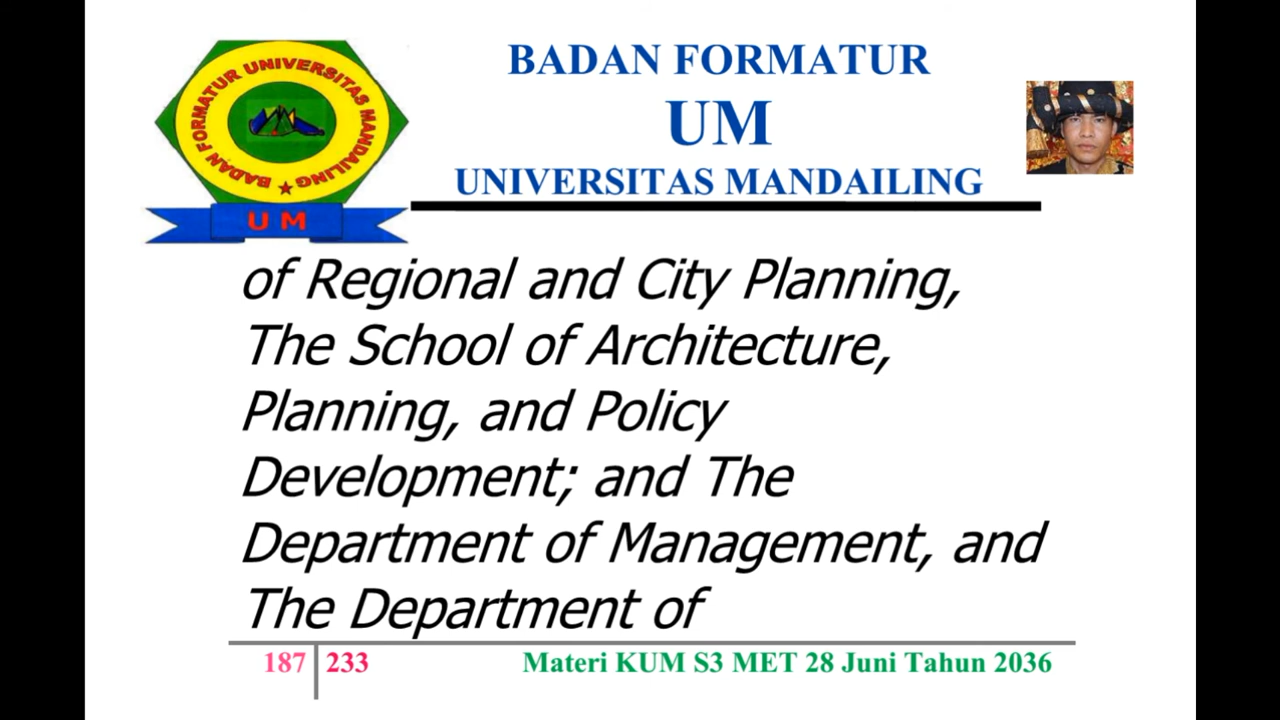 BADAN FORMATUR UNIVERSITAS MANDAILING
UM
BADAN FORMATUR
UM
UNIVERSITAS MANDAILING
of Regional and City Planning,
The School of Architecture,
Planning, and Policy
Development; and The
Department of Management, and
The Department of
187 233
Materi KUM S3 MET 28 Juni Tahun 2036